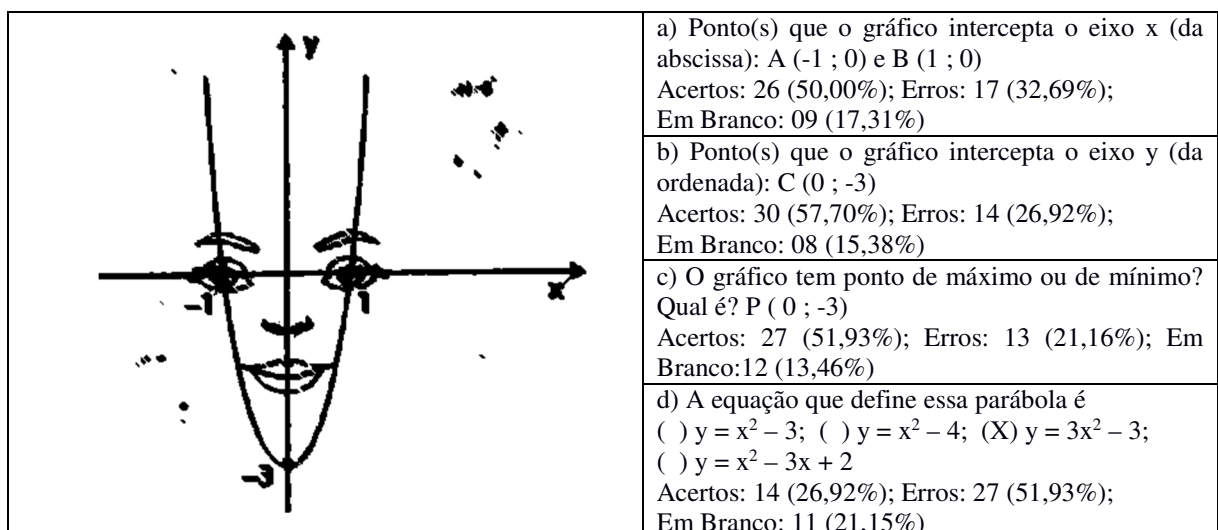 y
x
-1
1
-3
a) Ponto(s) que o gráfico intercepta o eixo x (da
abscissa): A (-1 ; 0) e B (1 ; 0)
Acertos: 26 (50,00%); Erros: 17 (32,69%);
Em Branco: 09 (17,31%)
b) Ponto(s) que o gráfico intercepta o eixo y (da
ordenada): C (0 ; -3)
Acertos: 30 (57,70%); Erros: 14 (26,92%);
Em Branco: 08 (15,38%)
c) O gráfico tem ponto de máximo ou de mínimo?
Qual é? P ( 0 ; -3)
Acertos: 27 (51,93%); Erros: 13 (21,16%); Em
Branco:12 (13,46%)
d) A equação que define essa parábola é
( ) y = x² – 3; ( ) y = x² – 4; (X) y = 3x² – 3;
( ) y = x² – 3x + 2
Acertos: 14 (26,92%); Erros: 27 (51,93%);
Em Branco: 11 (21,15%)